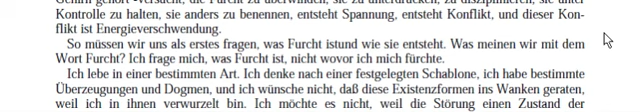 Gehirn gehört -versucht, die Furcht zu überwinden, sie zu unterdrücken, zu disziplinieren, sie unter
Kontrolle zu halten, sie anders zu benennen, entsteht Spannung, entsteht Konflikt, und dieser Kon-
flikt ist Energieverschwendung.
So müssen wir uns als erstes fragen, was Furcht istund wie sie entsteht. Was meinen wir mit dem
Wort Furcht? Ich frage mich, was Furcht ist, nicht wovor ich mich fürchte.
Ich lebe in einer bestimmten Art. Ich denke nach einer festgelegten Schablone, ich habe bestimmte
Überzeugungen und Dogmen, und ich wünsche nicht, daß diese Existenzformen ins Wanken geraten,
weil ich in ihnen verwurzelt bin. Ich möchte es nicht, weil die Störung einen Zustand der